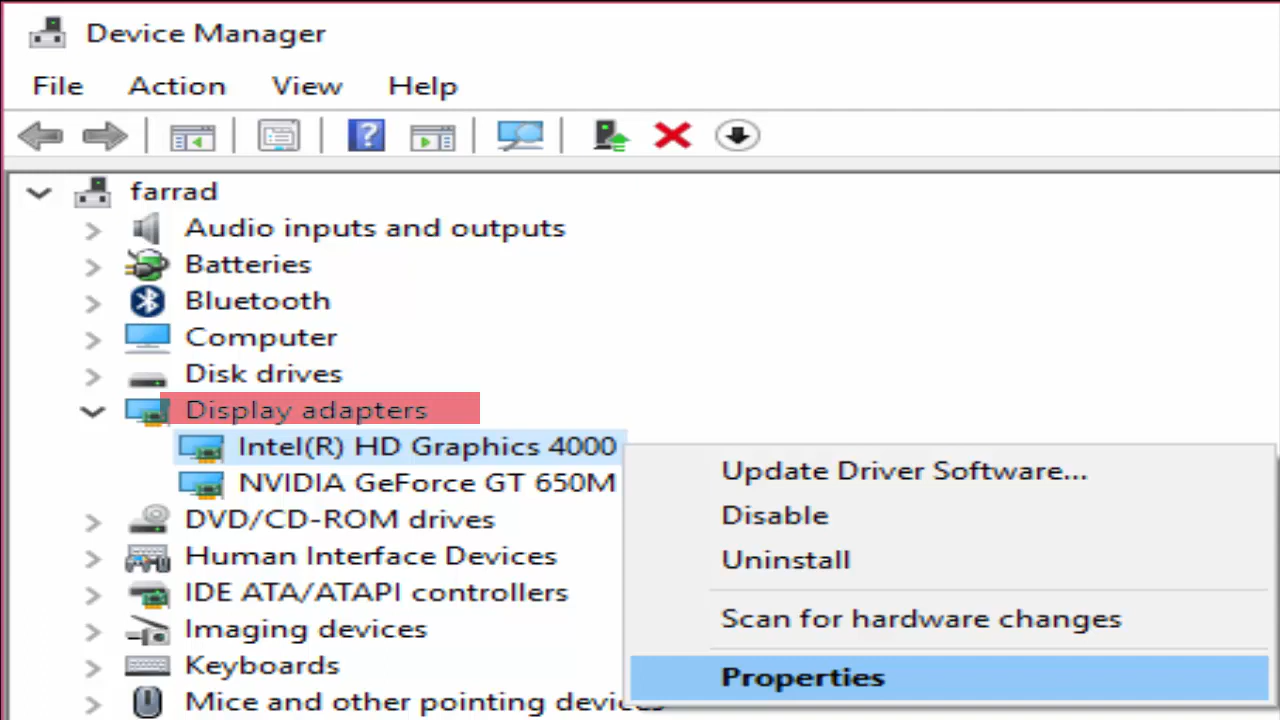 Device Manager
File Action View Help
farrad
Audio inputs and outputs
Batteries
Bluetooth
Computer
Disk drives
Display adapters
Intel(R) HD Graphics 4000
NVIDIA GeForce GT 650M
DVD/CD-ROM drives
Human Interface Devices
IDE ATA/ATAPI controllers
Imaging devices
Keyboards
Mice and other pointing devices
Update Driver Software...
Disable
Uninstall
Scan for hardware changes
Properties